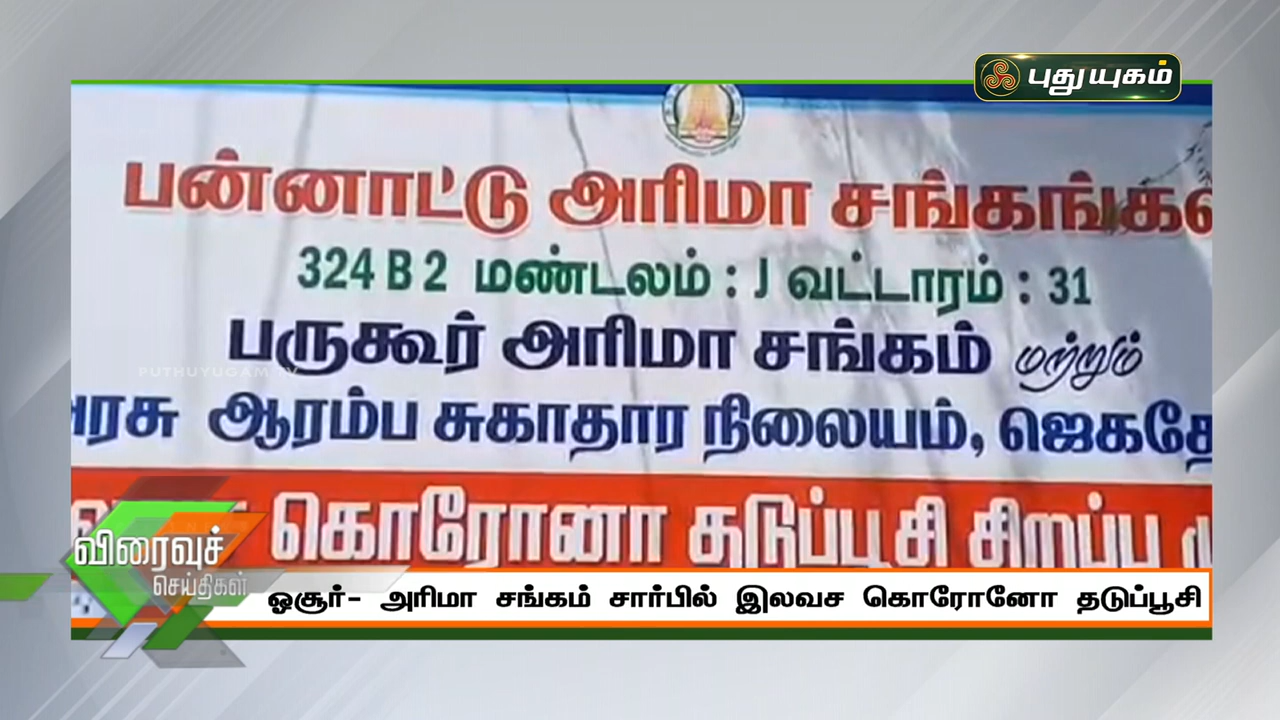 புதுயுகம்
பன்னாட்டு அரிமா சங்கங்கள
324 B 2 மண்டலம் : J வட்டாரம் : 31
பருகூர் அரிமா சங்கம் மற்றும்
PUTHUYUGAM TV
அரசு ஆரம்ப சுகாதார நிலையம், ஜெகதே
கொரோனா தடுப்பூசி சிறப்பு மு
விரைவுச்
செய்திகள்
ஓசூர்- அரிமா சங்கம் சார்பில் இலவச கொரோனோ தடுப்பூசி